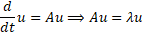 d/dt u = Au ⟹ Au = λu